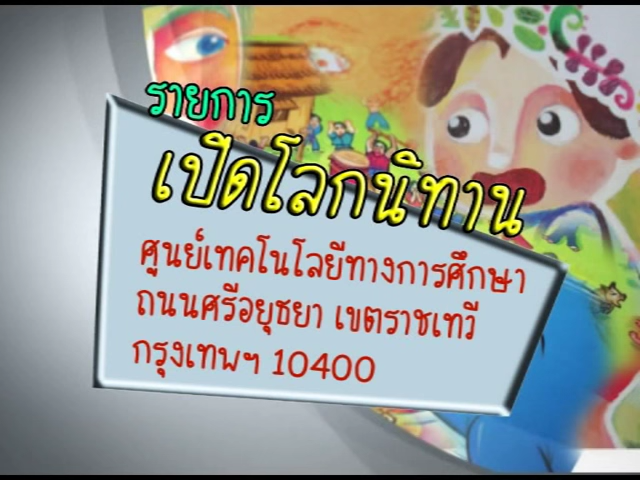 รายการ
เปิดโลกนิทาน
ศูนย์เทคโนโลยีทางการศึกษา
ถนนศรีอยุธยา เขตราชเทวี
กรุงเทพฯ 10400